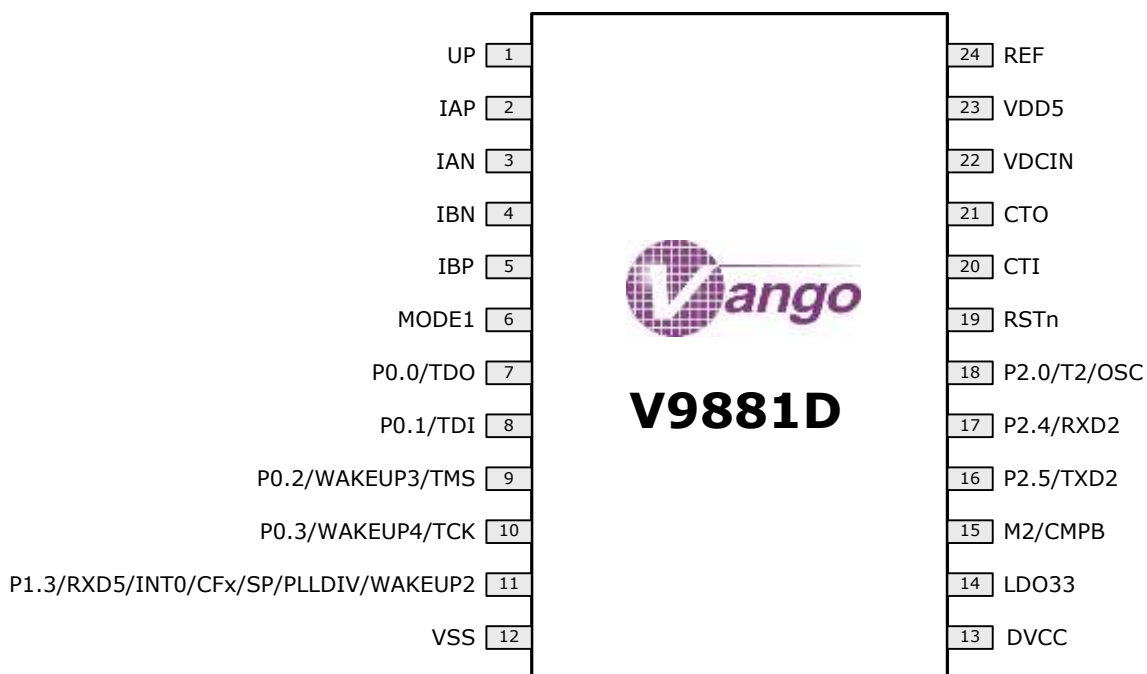 UP 1
IAP 2
IAN 3
IBN 4
IBP 5
MODE1 6
P0.0/TDO 7
P0.1/TDI 8
P0.2/WAKEUP3/TMS 9
P0.3/WAKEUP4/TCK 10
P1.3/RXD5/INT0/CFx/SP/PLLDIV/WAKEUP2 11
VSS 12
Vango
V9881D
24 REF
23 VDD5
22 VDCIN
21 CTO
20 CTI
19 RSTn
18 P2.0/T2/OSC
17 P2.4/RXD2
16 P2.5/TXD2
15 M2/CMPB
14 LDO33
13 DVCC